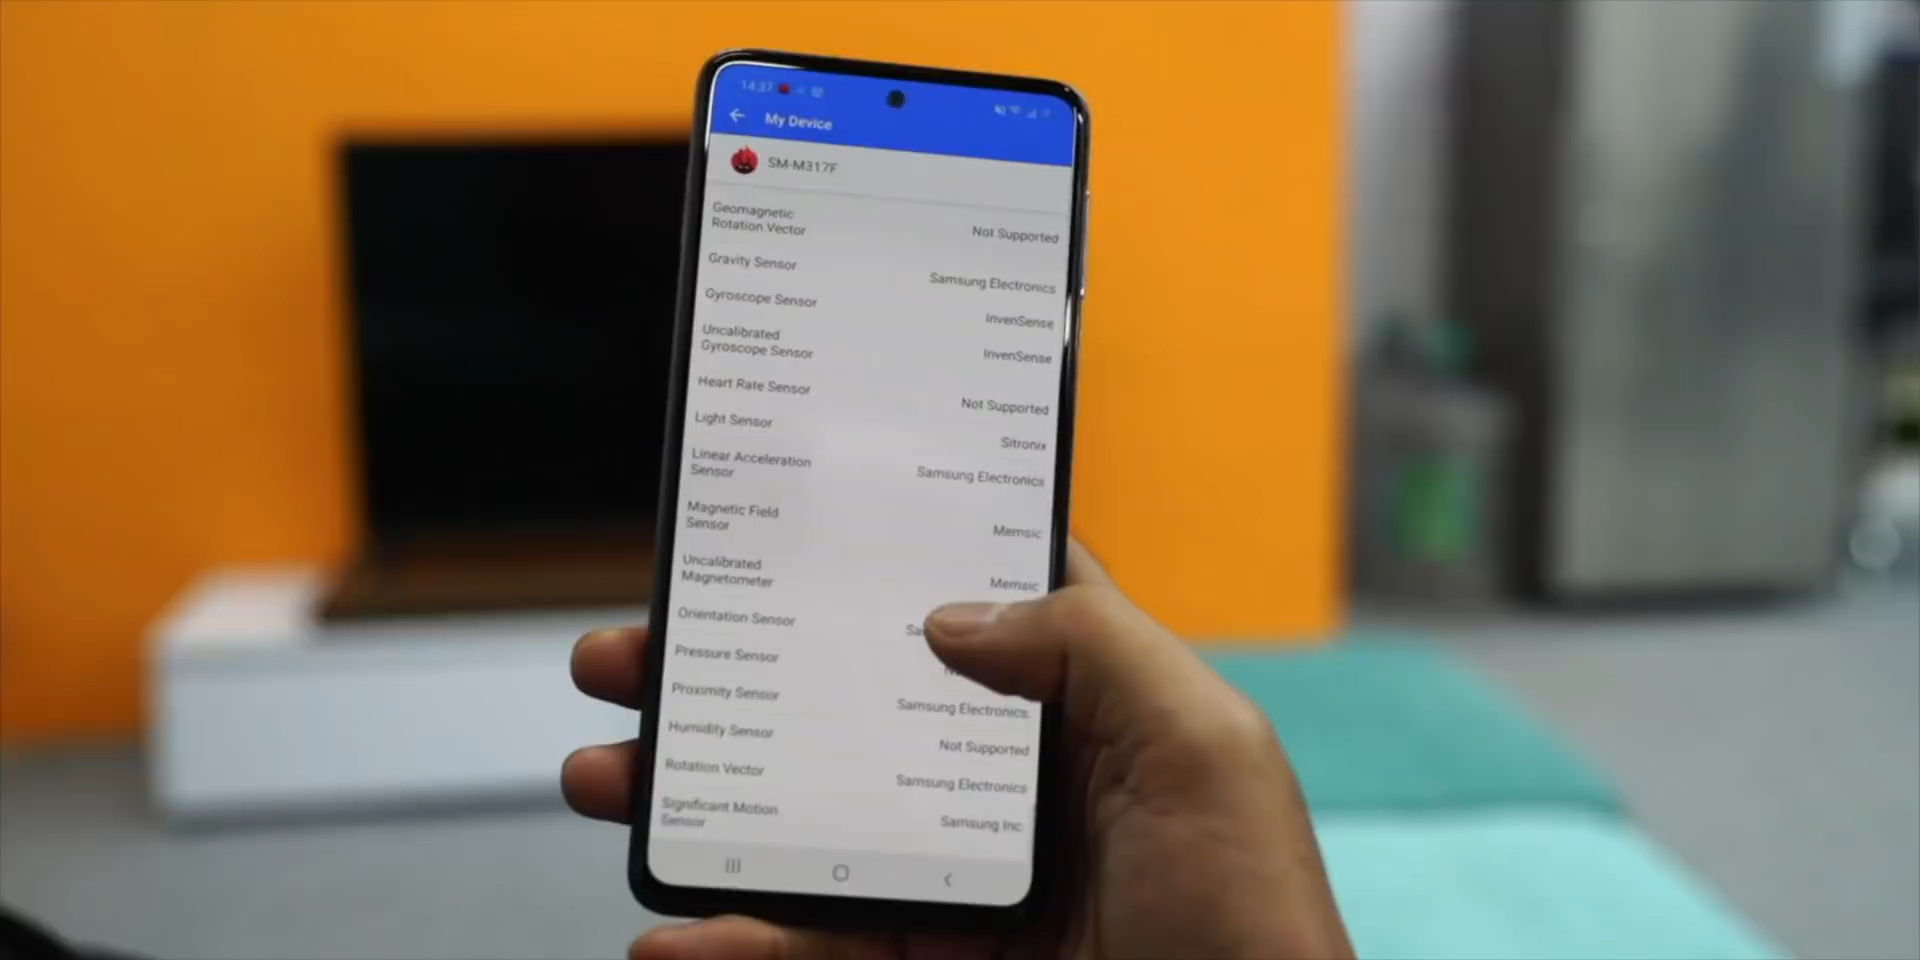 14:37
My Device
SM-M317F
Geomagnetic
Rotation Vector
Not Supported
Gravity Sensor
Samsung Electronics
Gyroscope Sensor
InvenSense
Uncalibrated
Gyroscope Sensor
InvenSense
Heart Rate Sensor
Not Supported
Light Sensor
Sitronix
Linear Acceleration
Sensor
Samsung Electronics
Magnetic Field
Sensor
Memsic
Uncalibrated
Magnetometer
Memsic
Orientation Sensor
Pressure Sensor
Proximity Sensor
Samsung Electronics.
Humidity Sensor
Not Supported
Rotation Vector
Samsung Electronics
Significant Motion
Sensor
Samsung Inc.